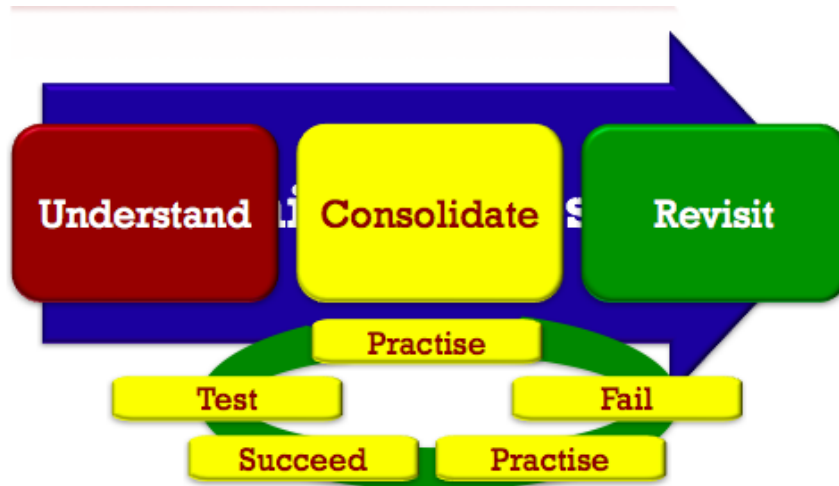 Understand
Consolidate
Revisit
Practise
Test
Fail
Succeed
Practise